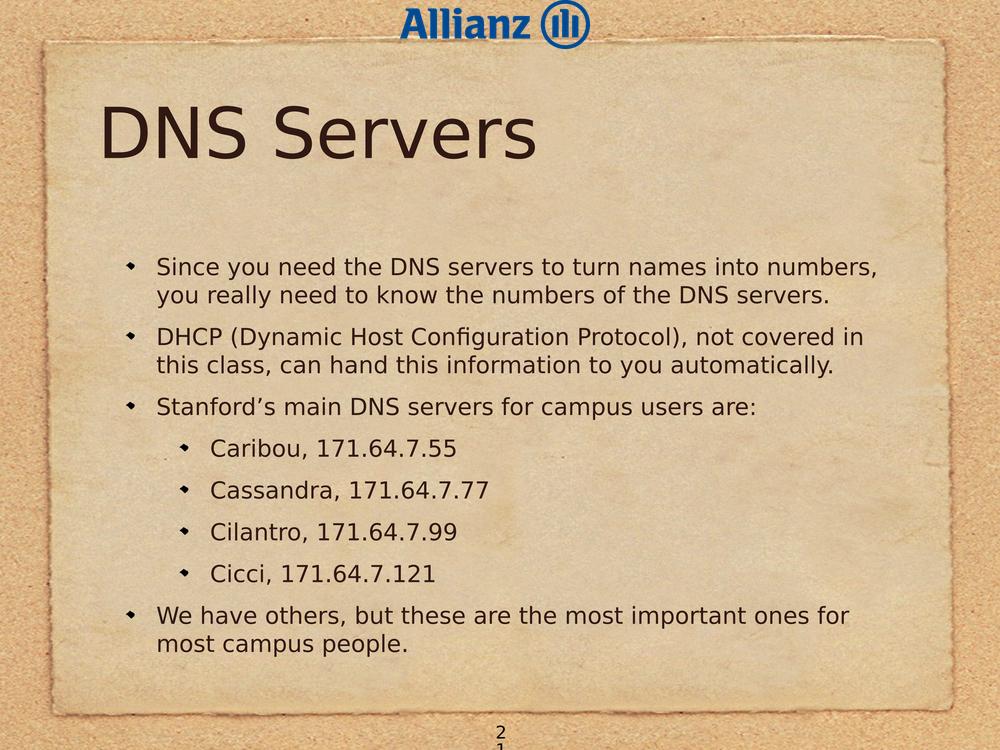 Allianz
DNS Servers
Since you need the DNS servers to turn names into numbers,
you really need to know the numbers of the DNS servers.
DHCP (Dynamic Host Configuration Protocol), not covered in
this class, can hand this information to you automatically.
Stanford’s main DNS servers for campus users are:
Caribou, 171.64.7.55
Cassandra, 171.64.7.77
Cilantro, 171.64.7.99
Cicci, 171.64.7.121
We have others, but these are the most important ones for
most campus people.
2
1